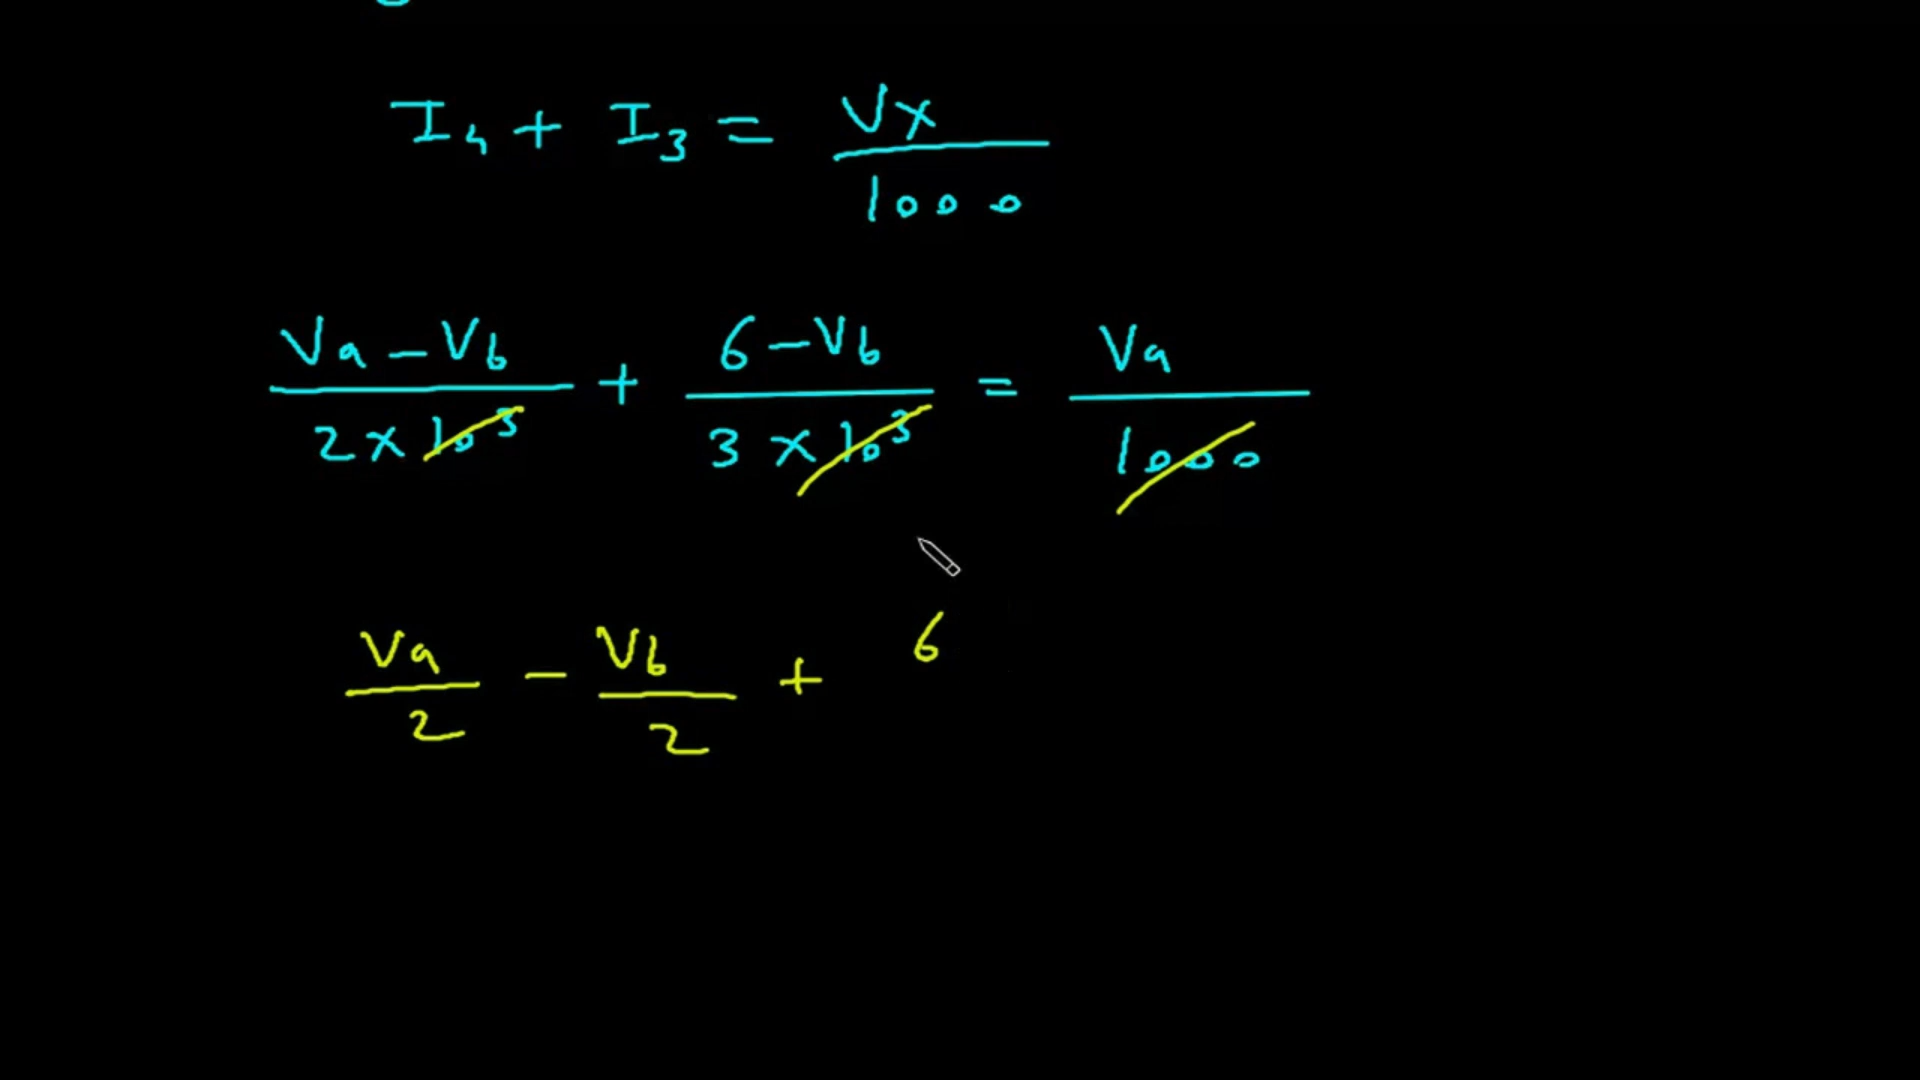 I₄ + I₃ = Vx / 1000
(Va - Vb) / (2 x 10³) + (6 - Vb) / (3 x 10³) = Va / 1000
Va / 2 - Vb / 2 + 6